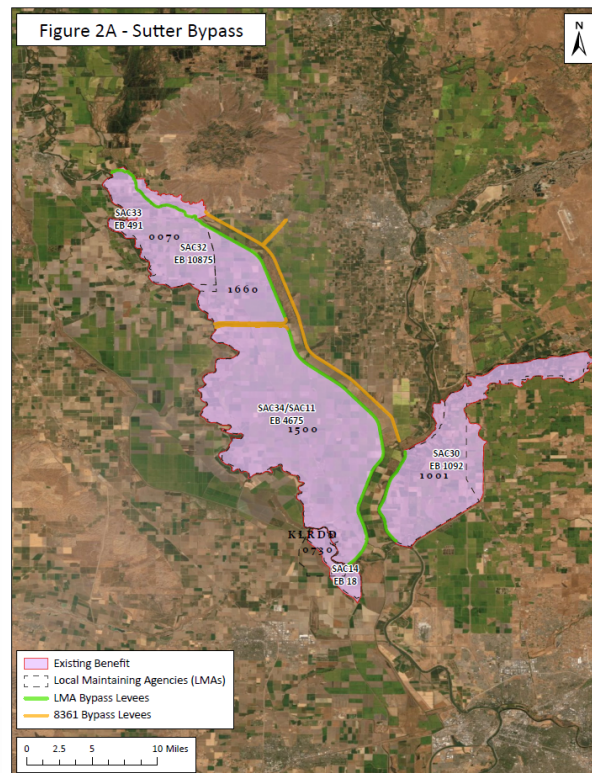 Figure 2A - Sutter Bypass
N
SAC33
EB 491
0070
SAC32
EB 10875
1660
SAC34/SAC11
EB 4675
1500
SAC30
EB 1092
1001
KLRDD
0730
SAC14
EB 18
Existing Benefit
Local Maintaining Agencies (LMAs)
LMA Bypass Levees
8361 Bypass Levees
0 2.5 5 10 Miles